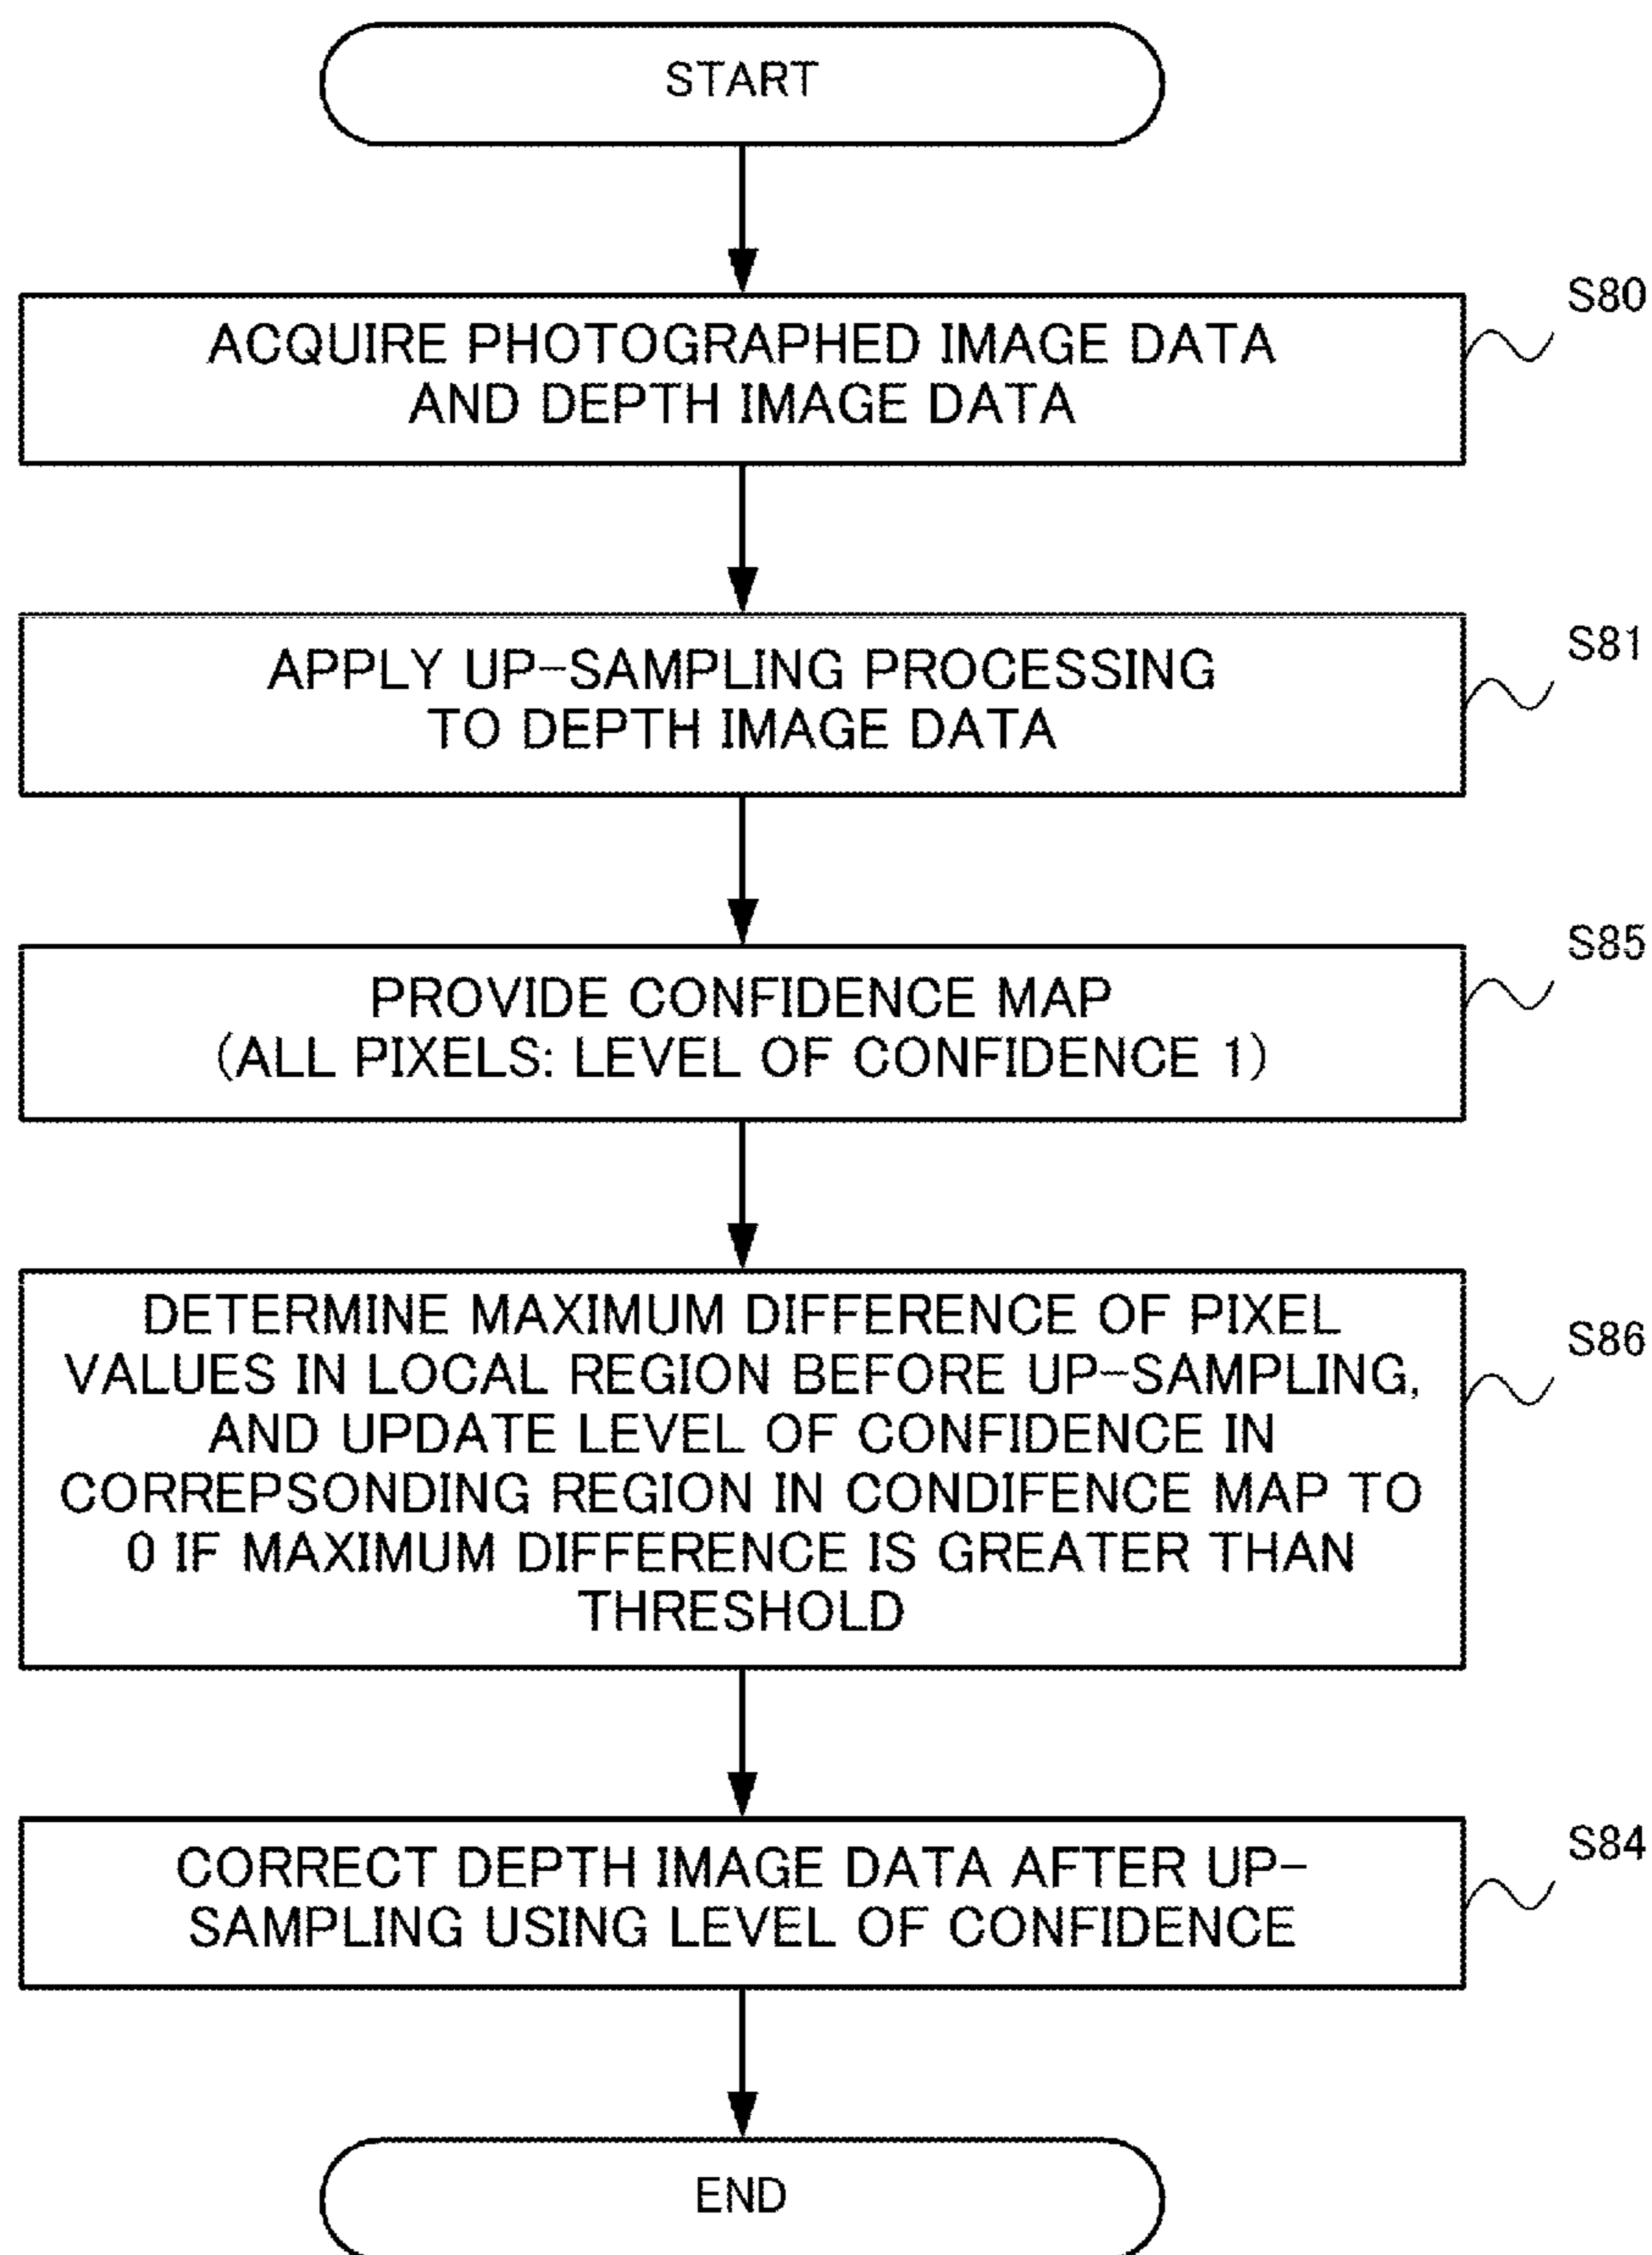 START
S80
ACQUIRE PHOTOGRAPHED IMAGE DATA
AND DEPTH IMAGE DATA
S81
APPLY UP-SAMPLING PROCESSING
TO DEPTH IMAGE DATA
S85
PROVIDE CONFIDENCE MAP
(ALL PIXELS: LEVEL OF CONFIDENCE 1)
S86
DETERMINE MAXIMUM DIFFERENCE OF PIXEL
VALUES IN LOCAL REGION BEFORE UP-SAMPLING,
AND UPDATE LEVEL OF CONFIDENCE IN
CORREPSONDING REGION IN CONDIFENCE MAP TO
0 IF MAXIMUM DIFFERENCE IS GREATER THAN
THRESHOLD
S84
CORRECT DEPTH IMAGE DATA AFTER UP-
SAMPLING USING LEVEL OF CONFIDENCE
END